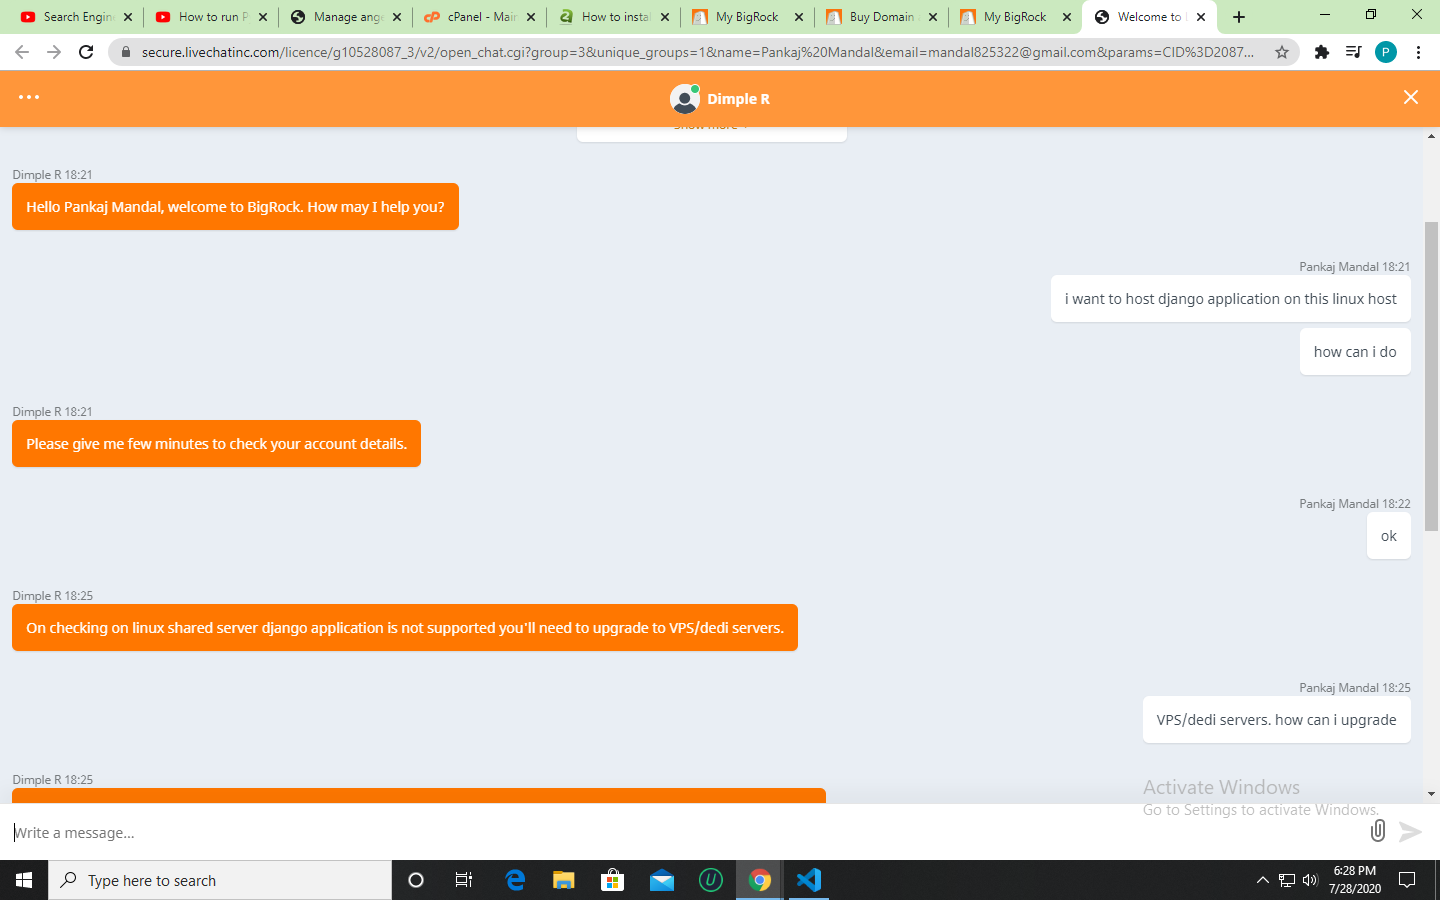 Search Engin
How to run P
Manage ang
cPanel - Main
How to instal
My BigRock
Buy Domain
My BigRock
Welcome to
secure.livechatinc.com/licence/g10528087_3/v2/open_chat.cgi?group=3&unique_groups=1&name=Pankaj%20Mandal&email=mandal825322@gmail.com&params=CID%3D2087...
P
Dimple R
Show more
Dimple R 18:21
Hello Pankaj Mandal, welcome to BigRock. How may I help you?
Pankaj Mandal 18:21
i want to host django application on this linux host
how can i do
Dimple R 18:21
Please give me few minutes to check your account details.
Pankaj Mandal 18:22
ok
Dimple R 18:25
On checking on linux shared server django application is not supported you'll need to upgrade to VPS/dedi servers.
Pankaj Mandal 18:25
VPS/dedi servers. how can i upgrade
Dimple R 18:25
Activate Windows
Go to Settings to activate Windows.
Write a message...
Type here to search
6:28 PM
7/28/2020